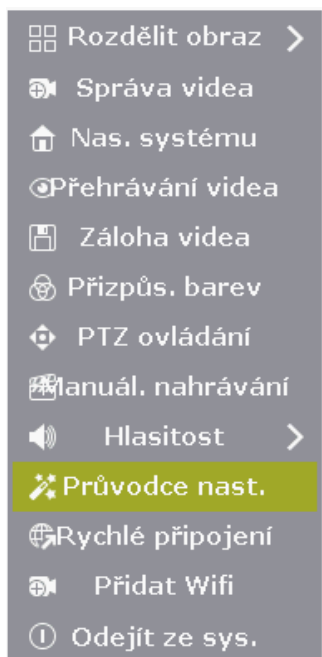 Rozdělit obraz
Správa videa
Nas. systému
Přehrávání videa
Záloha videa
Přizpůs. barev
PTZ ovládání
Manuál. nahrávání
Hlasitost
Průvodce nast.
Rychlé připojení
Přidat Wifi
Odejít ze sys.